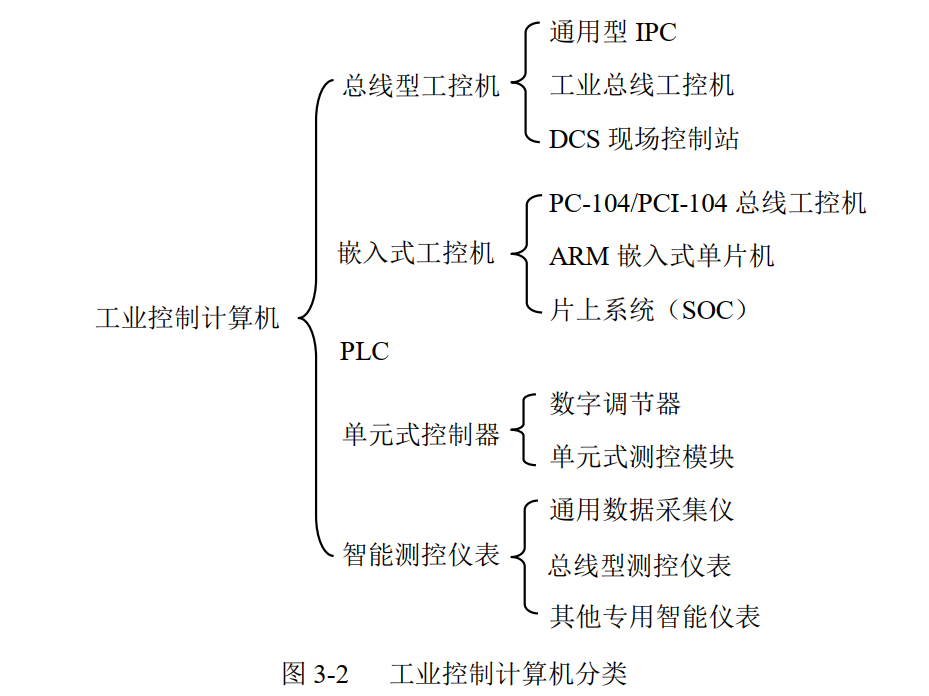 通用型 IPC
总线型工控机
工业总线工控机
DCS 现场控制站
PC-104/PCI-104 总线工控机
嵌入式工控机
ARM 嵌入式单片机
片上系统（SOC）
工业控制计算机
PLC
数字调节器
单元式控制器
单元式测控模块
通用数据采集仪
智能测控仪表
总线型测控仪表
其他专用智能仪表
图 3-2 工业控制计算机分类